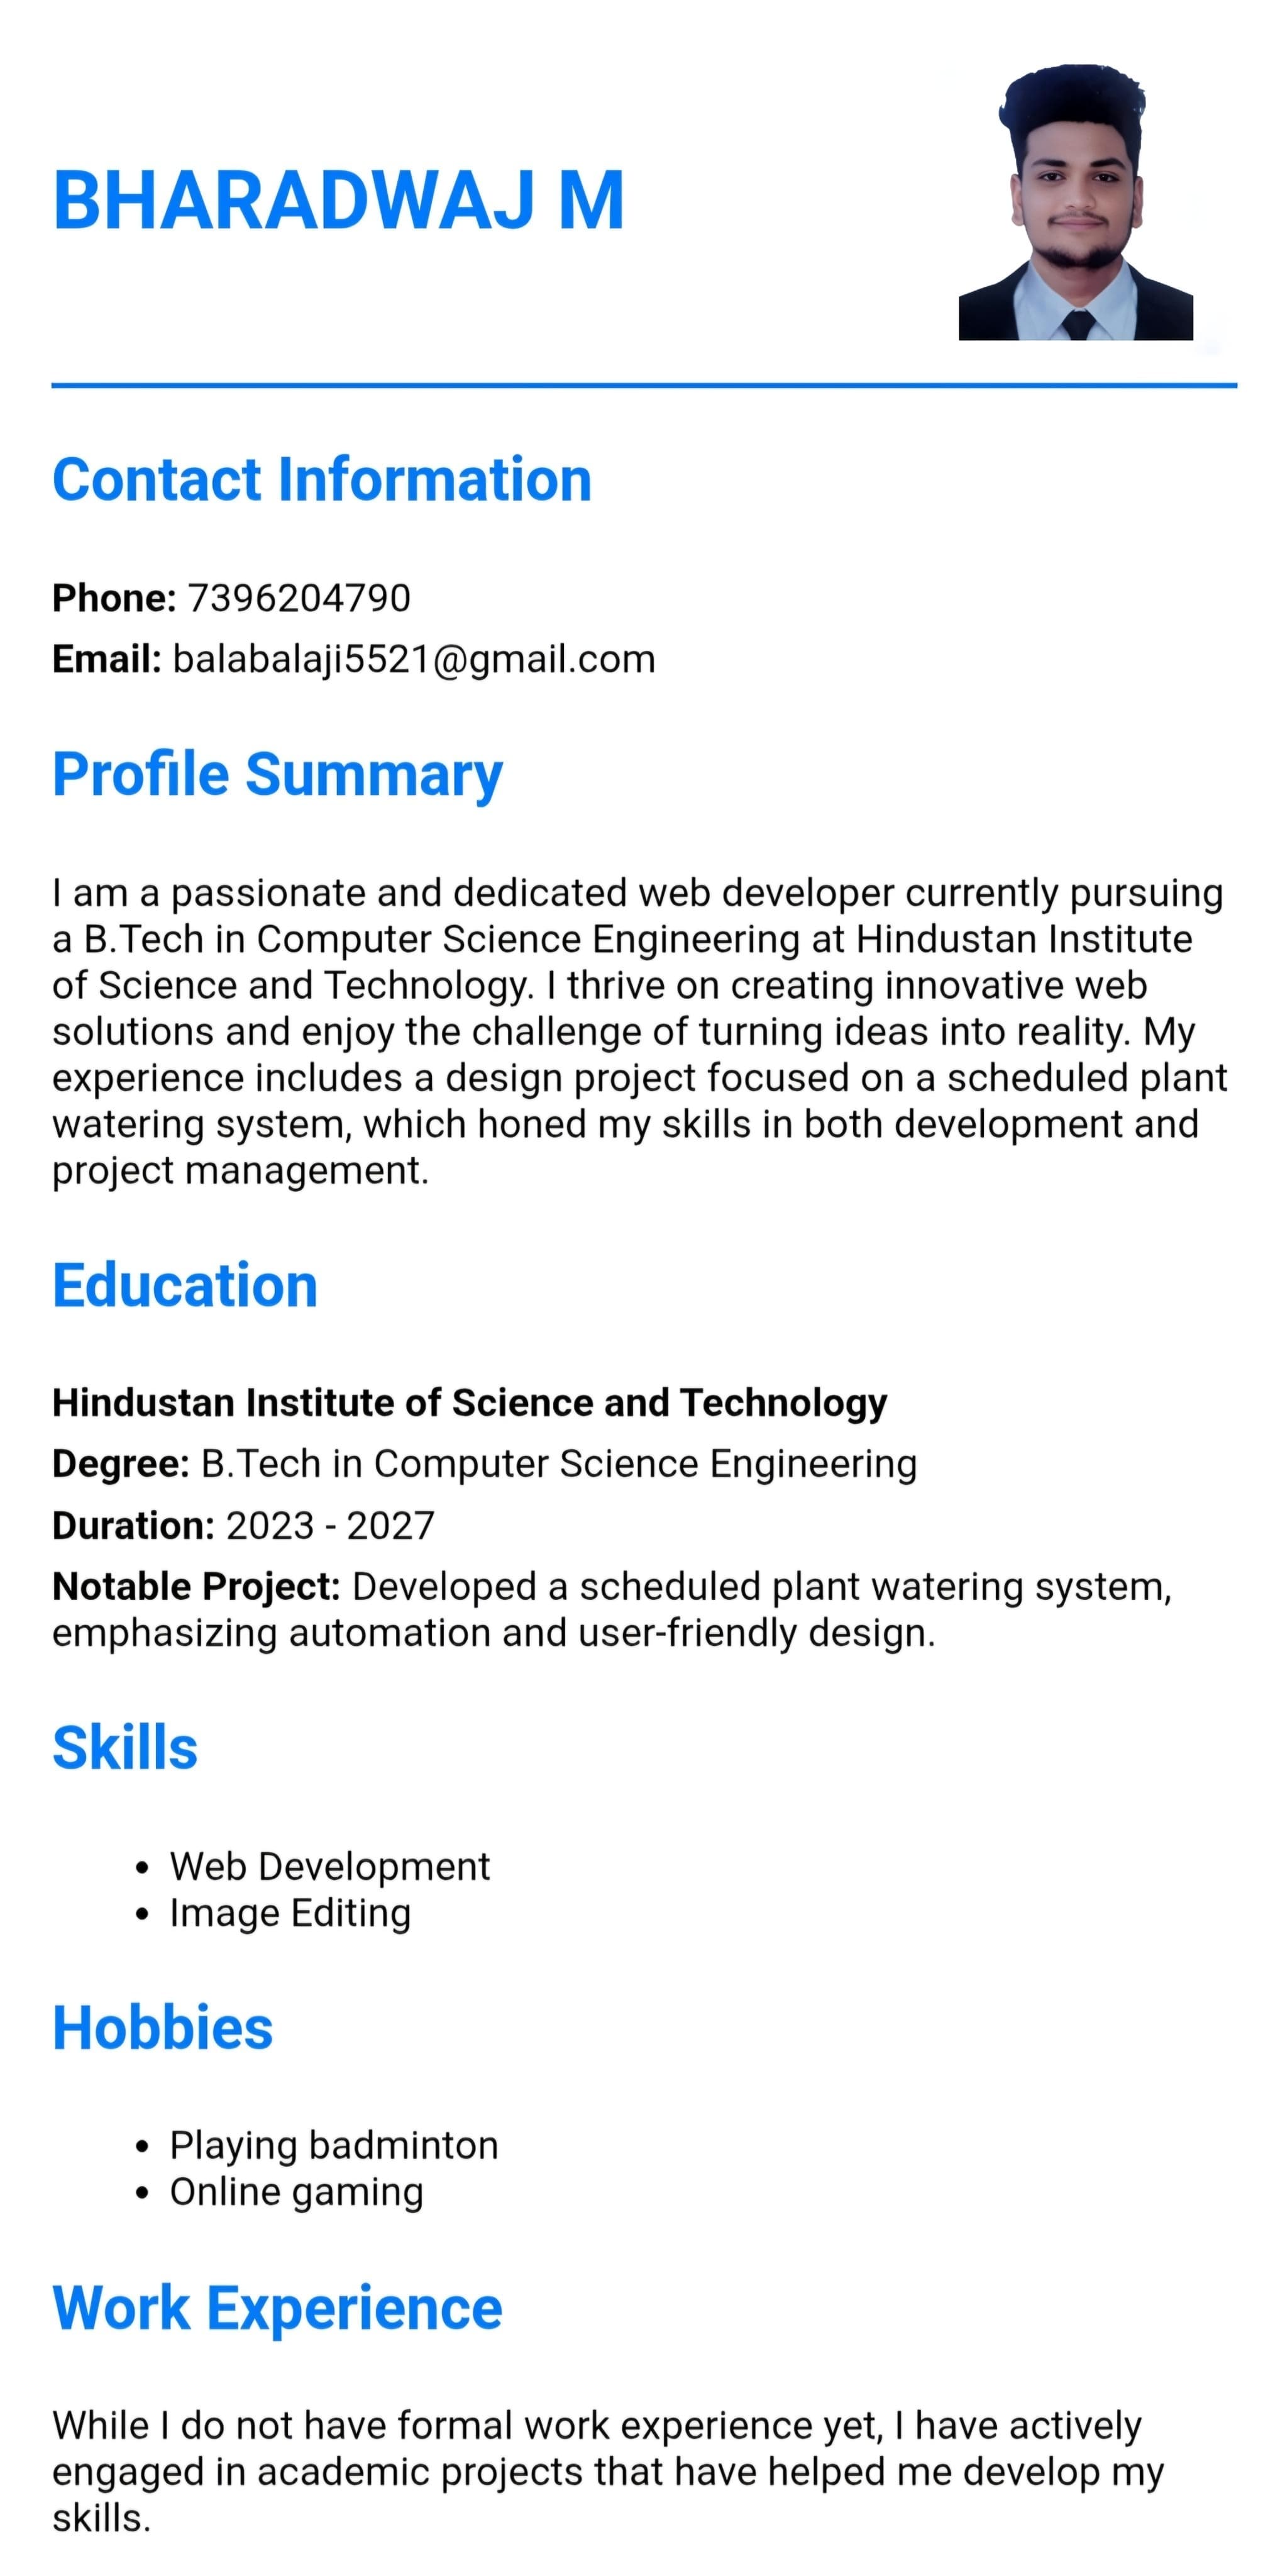 BHARADWAJ M
Contact Information
Phone: 7396204790
Email: balabalaji5521@gmail.com
Profile Summary
I am a passionate and dedicated web developer currently pursuing
a B.Tech in Computer Science Engineering at Hindustan Institute
of Science and Technology. I thrive on creating innovative web
solutions and enjoy the challenge of turning ideas into reality. My
experience includes a design project focused on a scheduled plant
watering system, which honed my skills in both development and
project management.
Education
Hindustan Institute of Science and Technology
Degree: B.Tech in Computer Science Engineering
Duration: 2023 - 2027
Notable Project: Developed a scheduled plant watering system,
emphasizing automation and user-friendly design.
Skills
• Web Development
• Image Editing
Hobbies
• Playing badminton
• Online gaming
Work Experience
While I do not have formal work experience yet, I have actively
engaged in academic projects that have helped me develop my
skills.